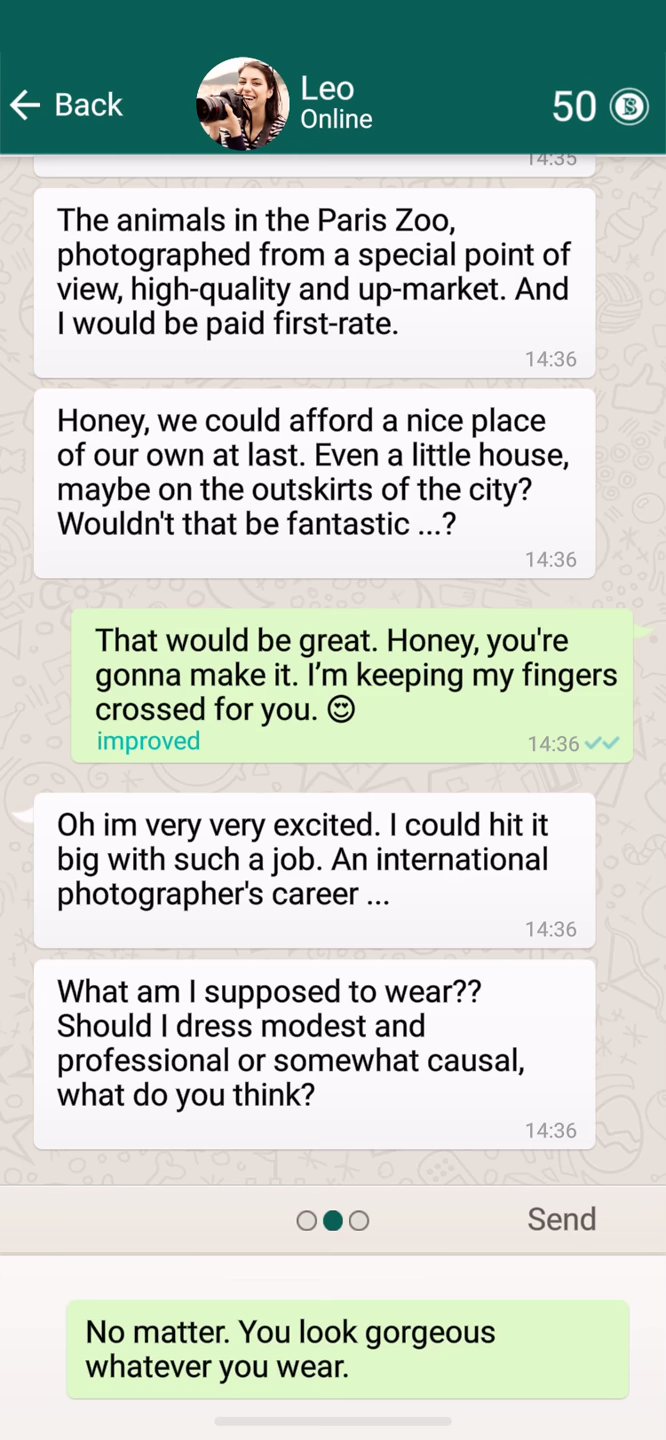 Back
Leo
Online
50
14:35
The animals in the Paris Zoo,
photographed from a special point of
view, high-quality and up-market. And
I would be paid first-rate.
14:36
Honey, we could afford a nice place
of our own at last. Even a little house,
maybe on the outskirts of the city?
Wouldn't that be fantastic ...?
14:36
That would be great. Honey, you're
gonna make it. I’m keeping my fingers
crossed for you. 😍
improved
14:36
Oh im very very excited. I could hit it
big with such a job. An international
photographer's career ...
14:36
What am I supposed to wear??
Should I dress modest and
professional or somewhat causal,
what do you think?
14:36
Send
No matter. You look gorgeous
whatever you wear.